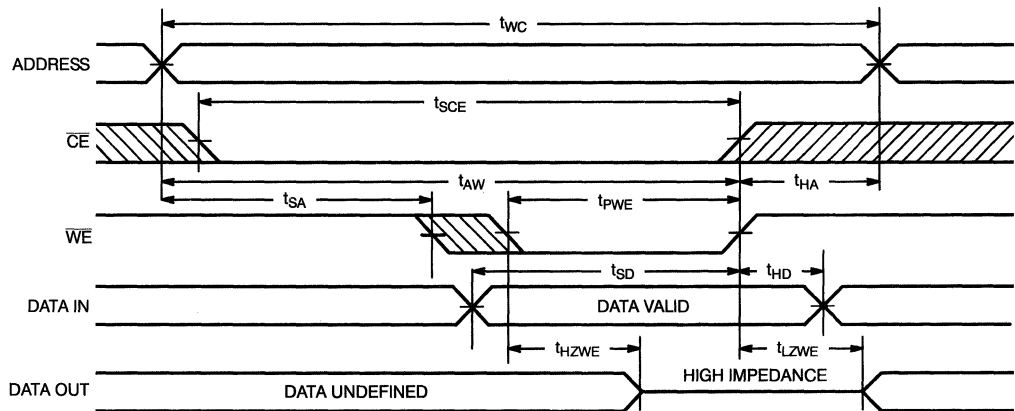 tWC
ADDRESS
tSCE
CE
tAW
tHA
tSA
tPWE
WE
tSD
tHD
DATA IN
DATA VALID
tHZWE
tLZWE
DATA OUT
DATA UNDEFINED
HIGH IMPEDANCE